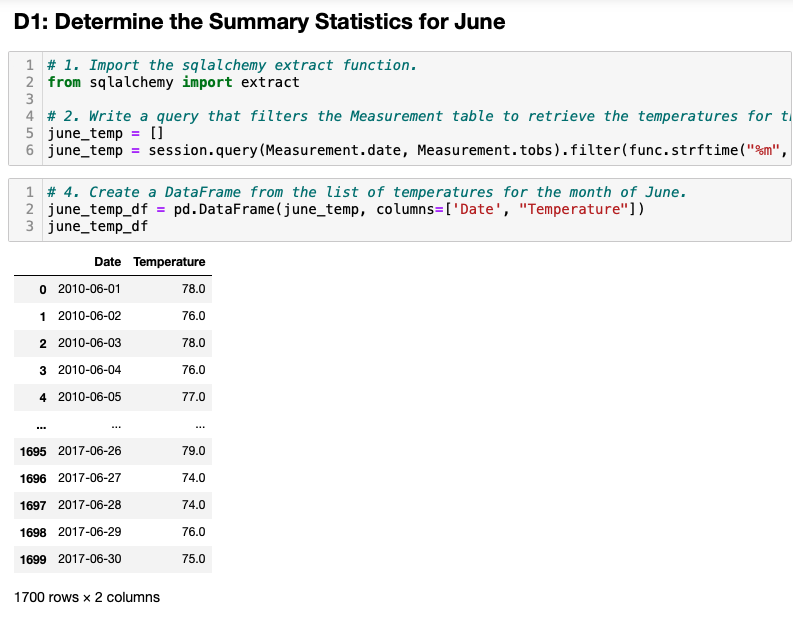 D1: Determine the Summary Statistics for June
1 # 1. Import the sqlalchemy extract function.
2 from sqlalchemy import extract
3
4 # 2. Write a query that filters the Measurement table to retrieve the temperatures for
5 june_temp = []
6 june_temp = session.query(Measurement.date, Measurement.tobs).filter(func.strftime("%m",
1 # 4. Create a DataFrame from the list of temperatures for the month of June.
2 june_temp_df = pd.DataFrame(june_temp, columns=['Date', "Temperature"])
3 june_temp_df
Date Temperature
0 2010-06-01 78.0
1 2010-06-02 76.0
2 2010-06-03 78.0
3 2010-06-04 76.0
4 2010-06-05 77.0
... ... ...
1695 2017-06-26 79.0
1696 2017-06-27 74.0
1697 2017-06-28 74.0
1698 2017-06-29 76.0
1699 2017-06-30 75.0
1700 rows × 2 columns